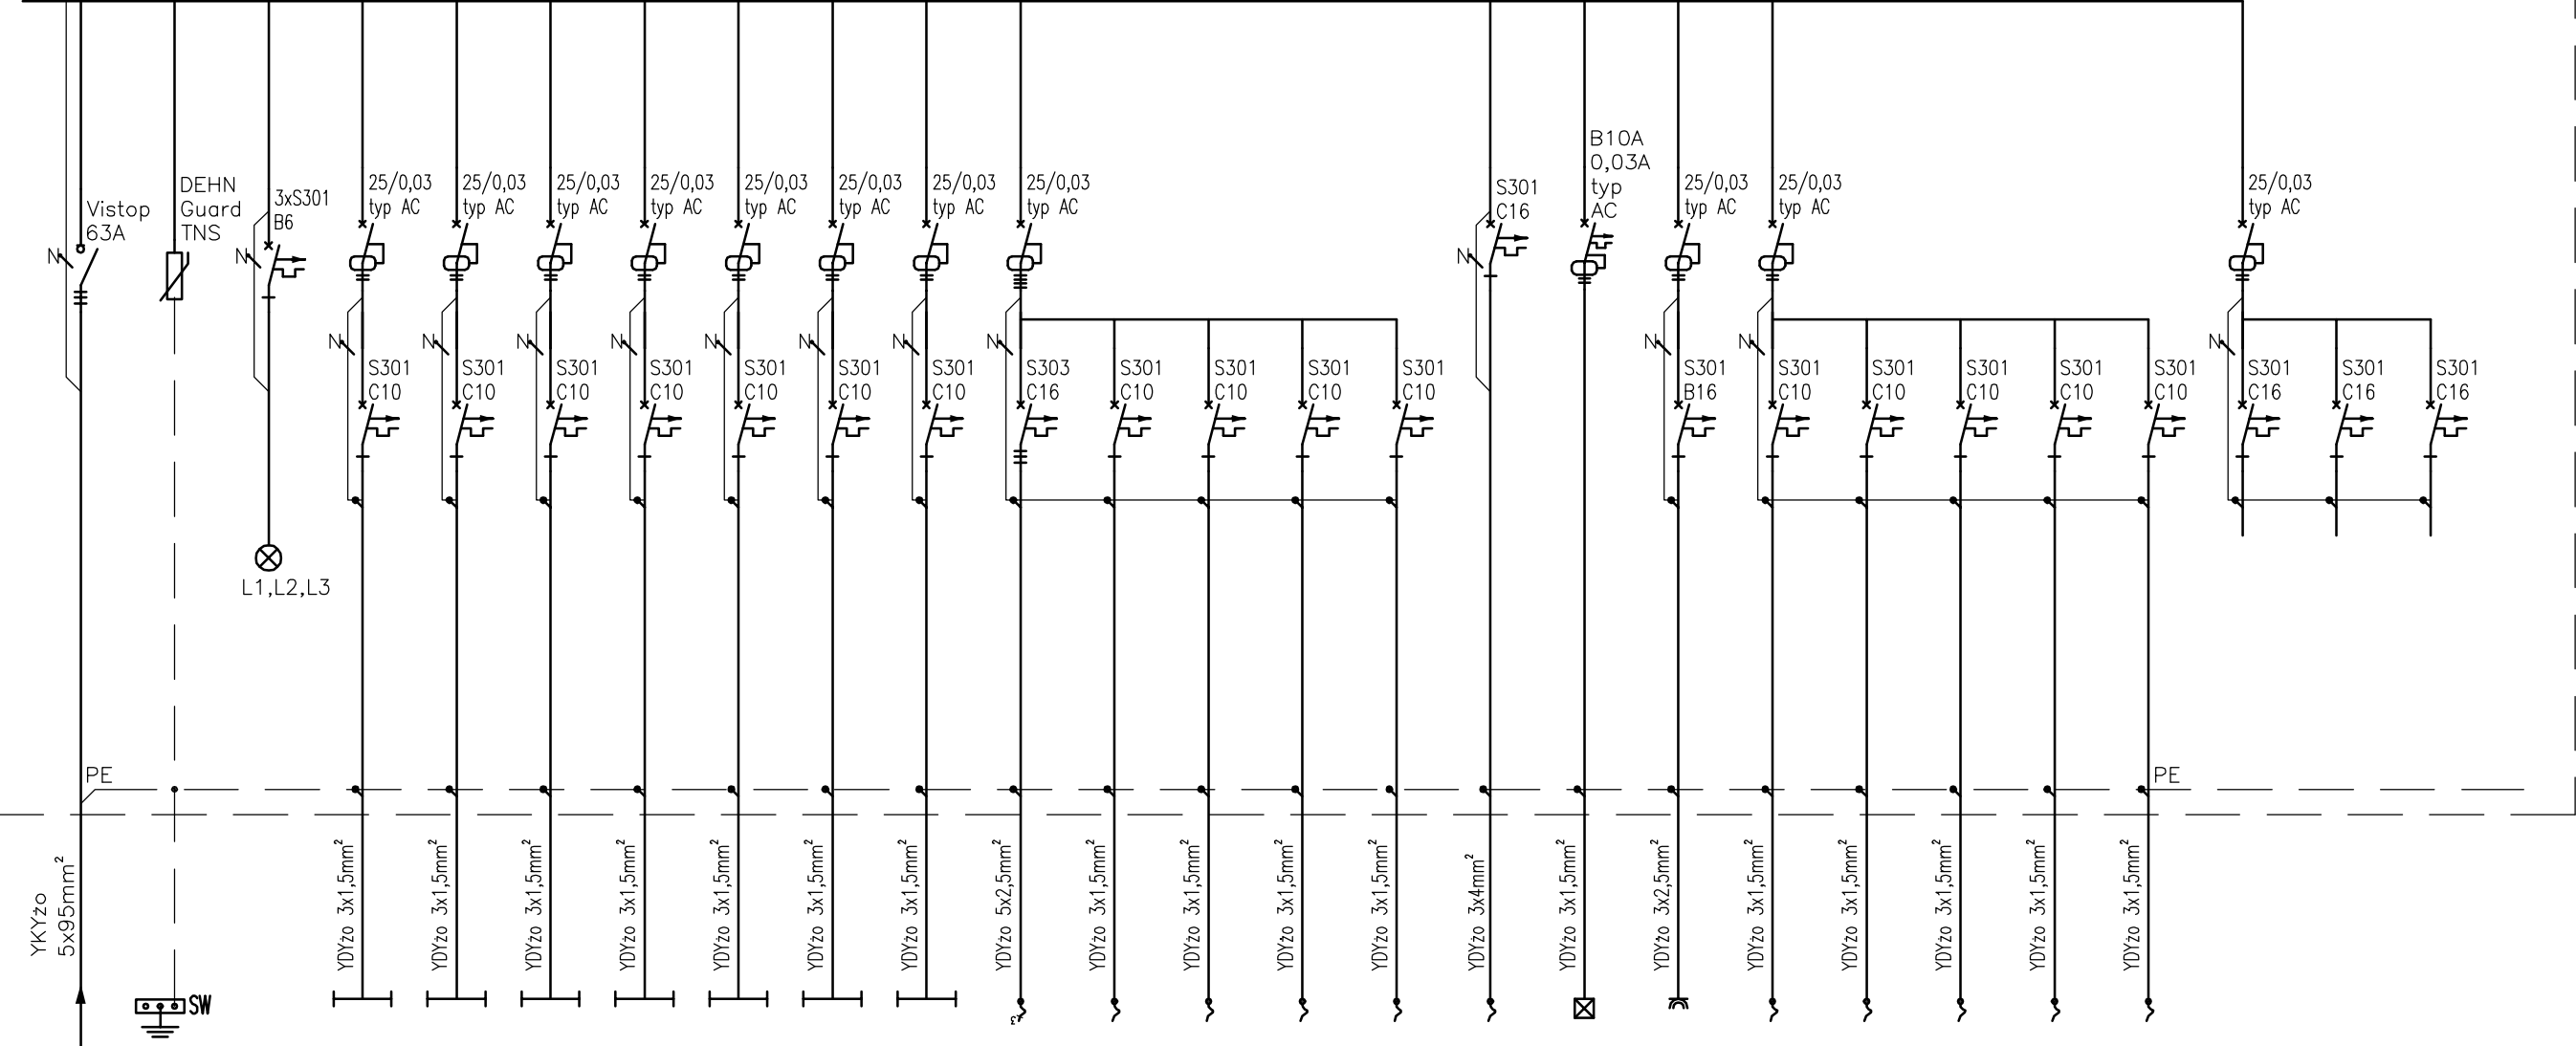 B10A
0,03A
typ
AC
DEHN
Guard
TNS
Vistop
63A
N
3xS301
B6
N
25/0,03
typ AC
25/0,03
typ AC
25/0,03
typ AC
25/0,03
typ AC
25/0,03
typ AC
25/0,03
typ AC
25/0,03
typ AC
25/0,03
typ AC
S301
C16
N
25/0,03
typ AC
25/0,03
typ AC
25/0,03
typ AC
N
S301
C10
N
S301
C10
N
S301
C10
N
S301
C10
N
S301
C10
N
S301
C10
N
S301
C10
N
S303
C16
S301
C10
S301
C10
S301
C10
S301
C10
N
S301
B16
N
S301
C10
S301
C10
S301
C10
S301
C10
S301
C10
N
S301
C16
S301
C16
S301
C16
L1,L2,L3
PE
PE
YKYżo
5x95mm²
YDYżo 3x1,5mm²
YDYżo 3x1,5mm²
YDYżo 3x1,5mm²
YDYżo 3x1,5mm²
YDYżo 3x1,5mm²
YDYżo 3x1,5mm²
YDYżo 3x1,5mm²
YDYżo 5x2,5mm²
YDYżo 3x1,5mm²
YDYżo 3x1,5mm²
YDYżo 3x1,5mm²
YDYżo 3x1,5mm²
YDYżo 3x4mm²
YDYżo 3x1,5mm²
YDYżo 3x2,5mm²
YDYżo 3x1,5mm²
YDYżo 3x1,5mm²
YDYżo 3x1,5mm²
YDYżo 3x1,5mm²
YDYżo 3x1,5mm²
SW
3